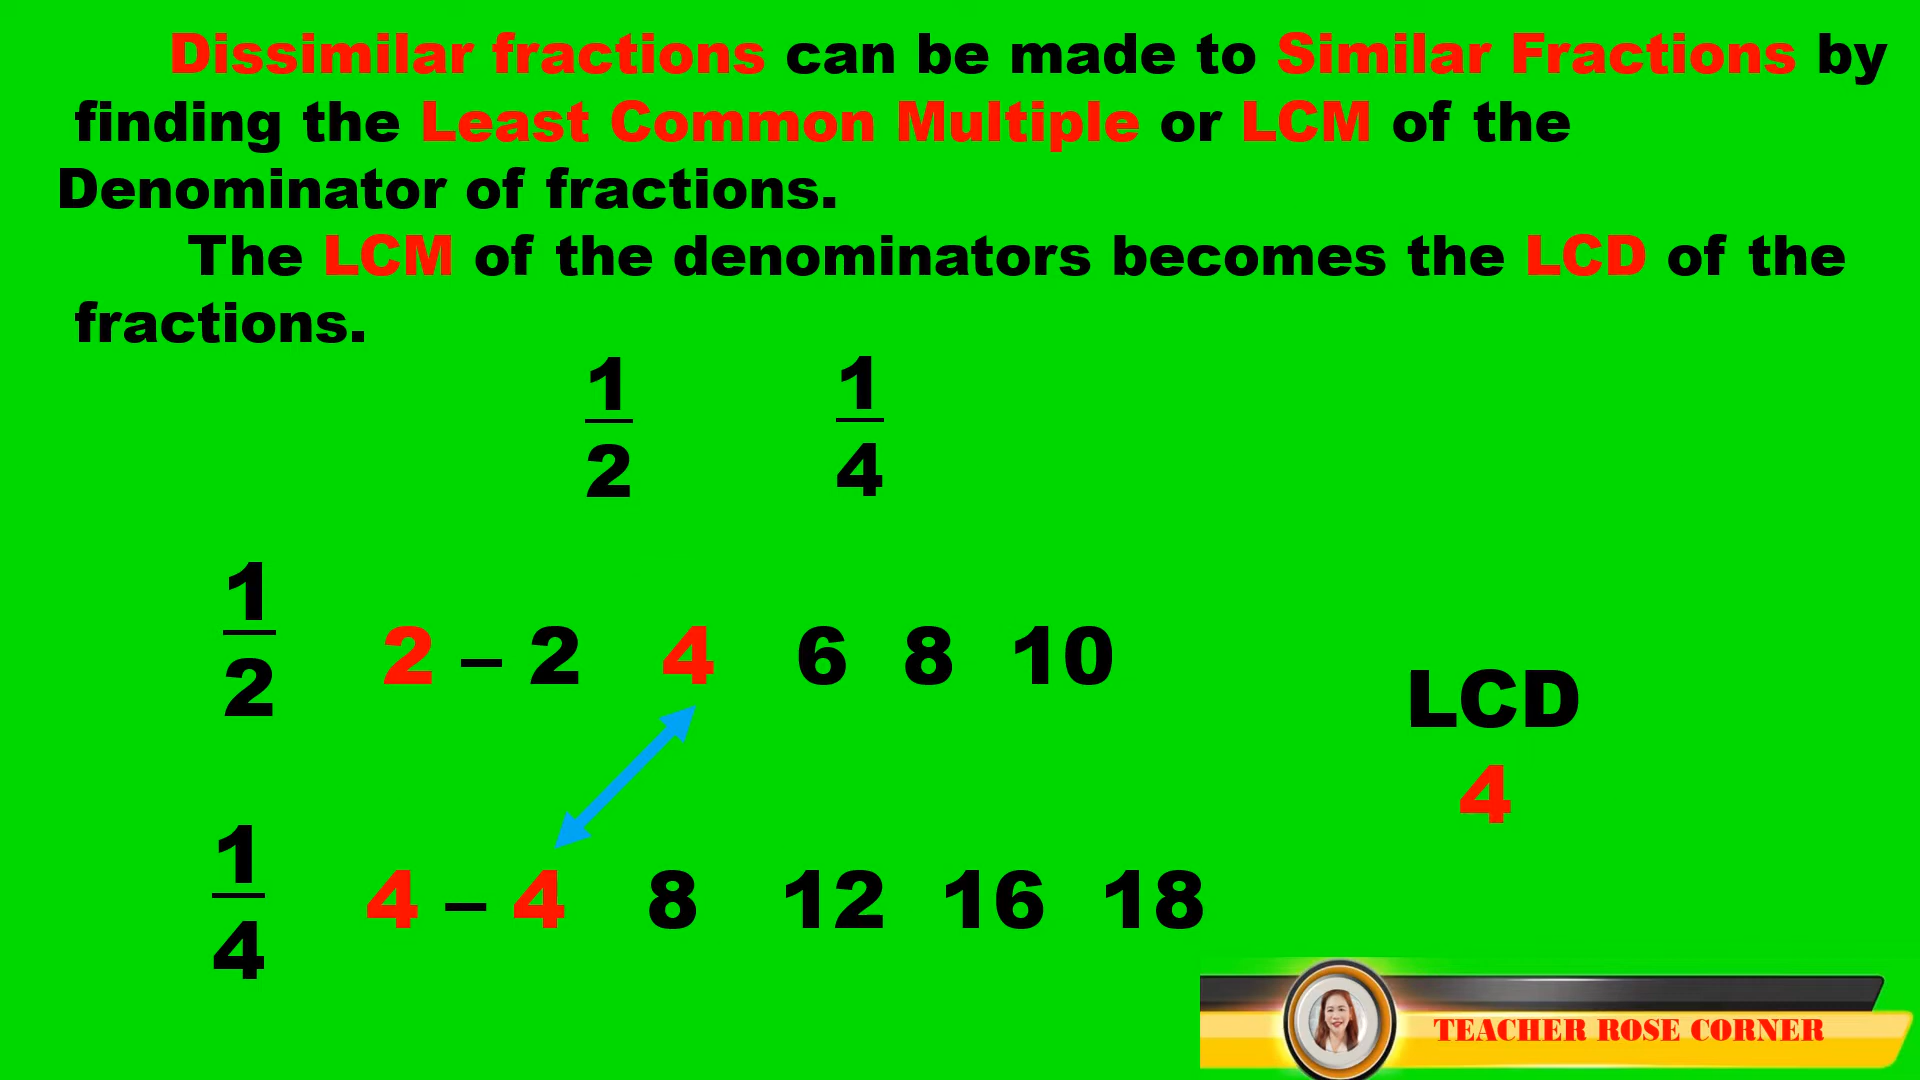 Dissimilar fractions can be made to Similar Fractions by
finding the Least Common Multiple or LCM of the
Denominator of fractions.
The LCM of the denominators becomes the LCD of the
fractions.
1 1
2 4
1
2
2 – 2 4 6 8 10
LCD
4
1
4
4 – 4 8 12 16 18
TEACHER ROSE CORNER